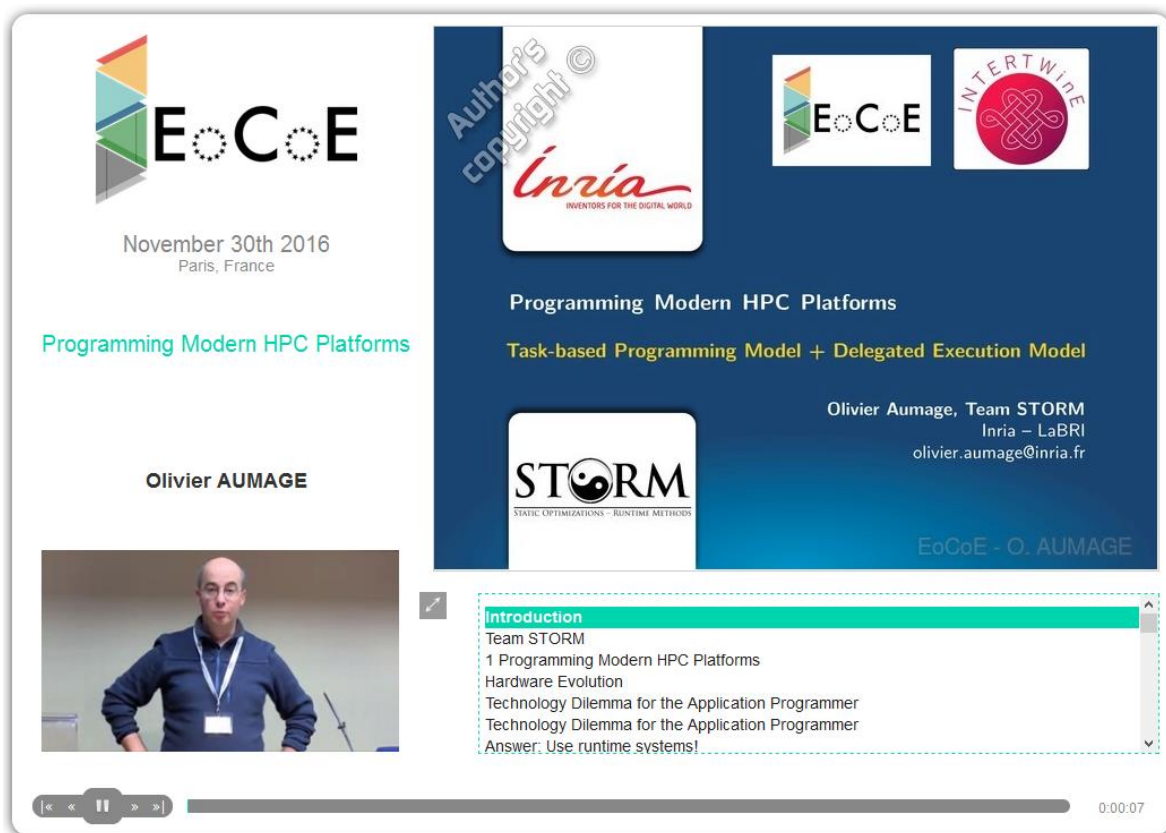 EoCoE
November 30th 2016
Paris, France
Programming Modern HPC Platforms
Olivier AUMAGE
Author's
copyright ©
Inria
INVENTORS FOR THE DIGITAL WORLD
EoCoE
INTERTWinE
Programming Modern HPC Platforms
Task-based Programming Model + Delegated Execution Model
Olivier Aumage, Team STORM
Inria – LaBRI
olivier.aumage@inria.fr
STORM
STATIC OPTIMIZATIONS – RUNTIME METHODS
EoCoE - O. AUMAGE
Introduction
Team STORM
1 Programming Modern HPC Platforms
Hardware Evolution
Technology Dilemma for the Application Programmer
Technology Dilemma for the Application Programmer
Answer: Use runtime systems!
0:00:07